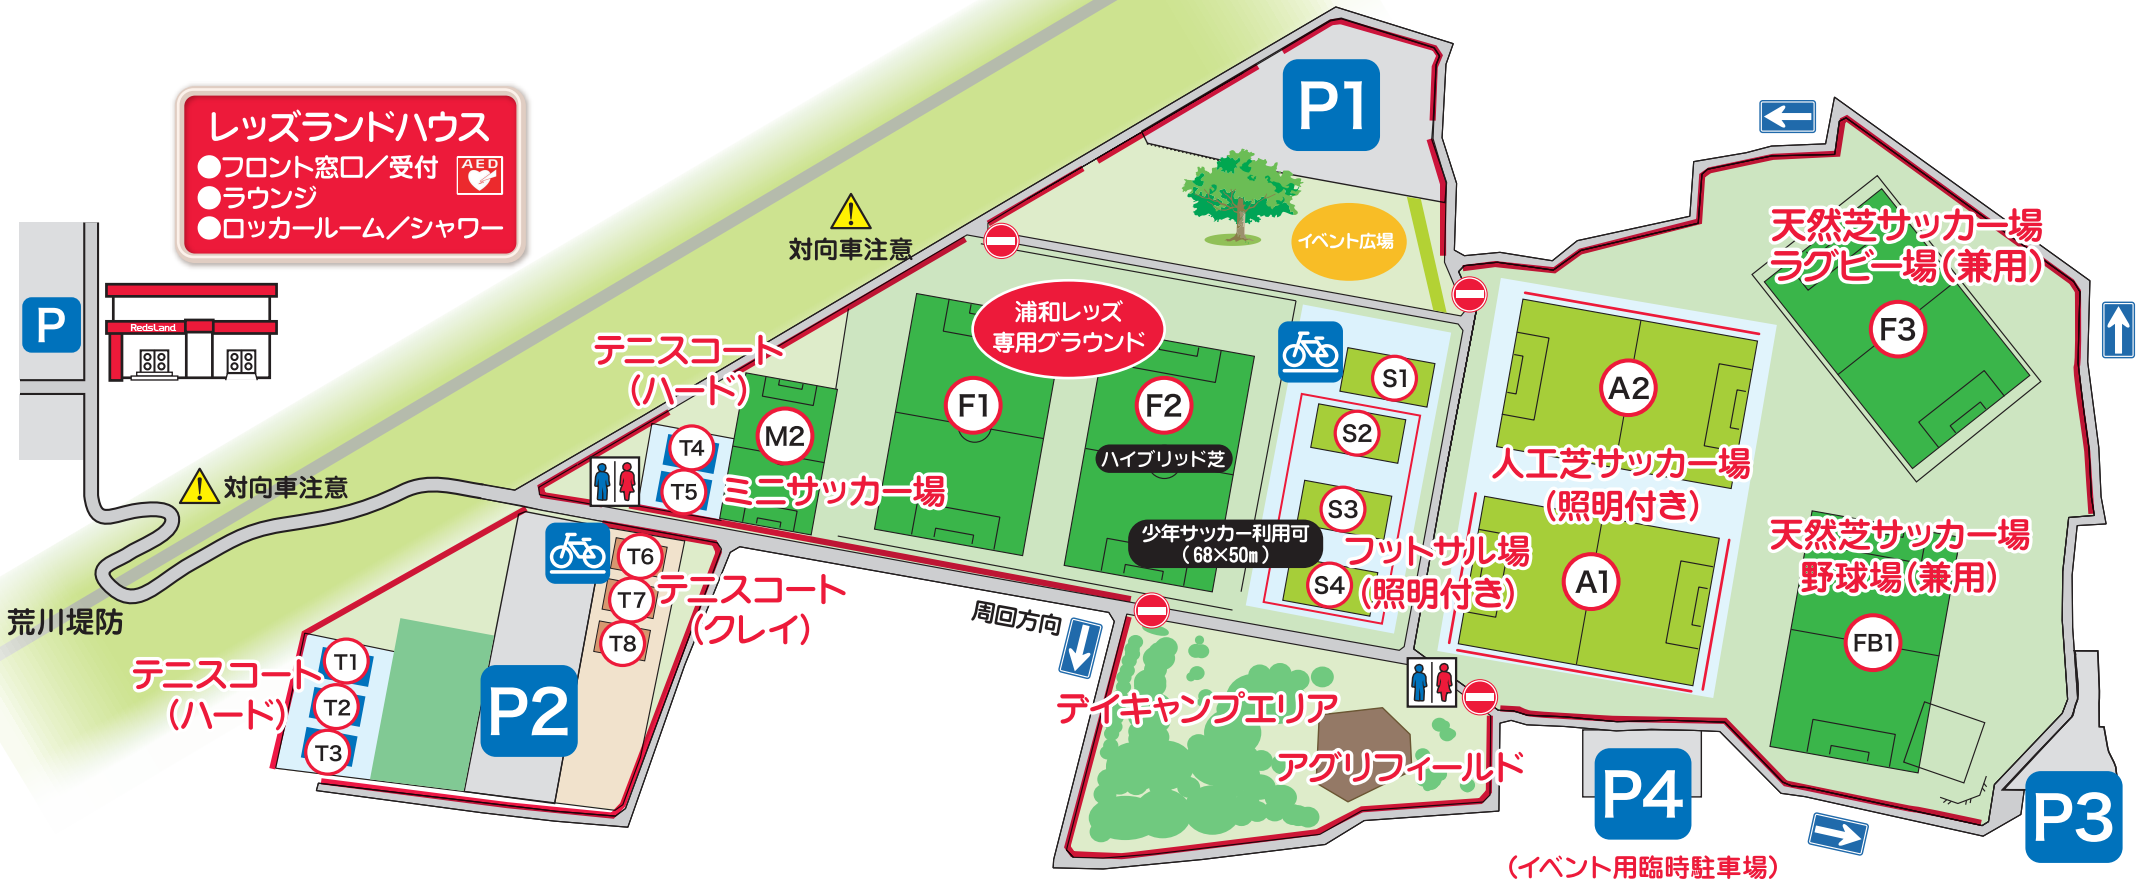 レッズランドハウス
●フロント窓口／受付
AED
●ラウンジ
●ロッカールーム／シャワー
P
RedsLand
対向車注意
対向車注意
荒川堤防
P1
イベント広場
浦和レッズ
専用グラウンド
F1
F2
ハイブリッド芝
少年サッカー利用可
（68×50m）
テニスコート
（ハード）
T4
T5
M2
ミニサッカー場
S1
S2
S3
S4
フットサル場
（照明付き）
A2
人工芝サッカー場
（照明付き）
A1
天然芝サッカー場
ラグビー場（兼用）
F3
天然芝サッカー場
野球場（兼用）
FB1
T6
T7
T8
テニスコート
（クレイ）
テニスコート
（ハード）
T1
T2
T3
P2
周回方向
デイキャンプエリア
アグリフィールド
P4
（イベント用臨時駐車場）
P3